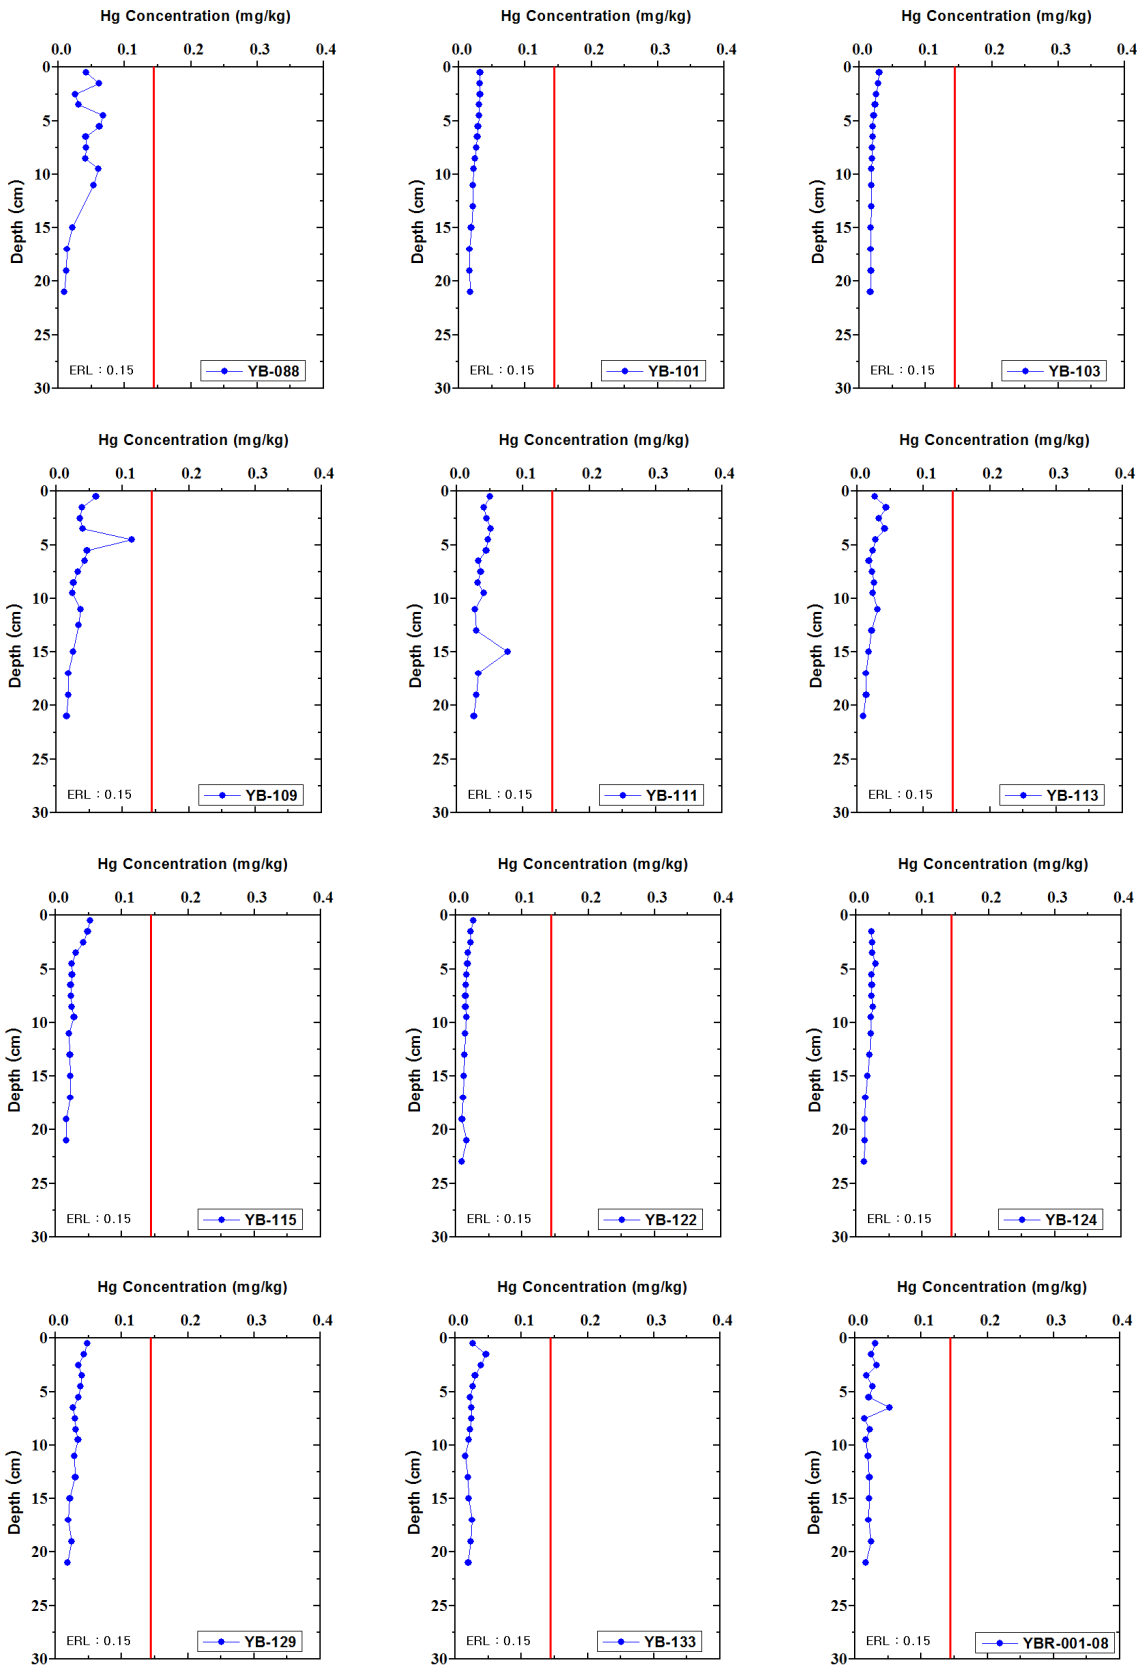 Hg Concentration (mg/kg)
0.0 0.1 0.2 0.3 0.4
0
5
10
15
20
25
30
Depth (cm)
ERL : 0.15
YB-088
Hg Concentration (mg/kg)
0.0 0.1 0.2 0.3 0.4
0
5
10
15
20
25
30
Depth (cm)
ERL : 0.15
YB-101
Hg Concentration (mg/kg)
0.0 0.1 0.2 0.3 0.4
0
5
10
15
20
25
30
Depth (cm)
ERL : 0.15
YB-103
Hg Concentration (mg/kg)
0.0 0.1 0.2 0.3 0.4
0
5
10
15
20
25
30
Depth (cm)
ERL : 0.15
YB-109
Hg Concentration (mg/kg)
0.0 0.1 0.2 0.3 0.4
0
5
10
15
20
25
30
Depth (cm)
ERL : 0.15
YB-111
Hg Concentration (mg/kg)
0.0 0.1 0.2 0.3 0.4
0
5
10
15
20
25
30
Depth (cm)
ERL : 0.15
YB-113
Hg Concentration (mg/kg)
0.0 0.1 0.2 0.3 0.4
0
5
10
15
20
25
30
Depth (cm)
ERL : 0.15
YB-115
Hg Concentration (mg/kg)
0.0 0.1 0.2 0.3 0.4
0
5
10
15
20
25
30
Depth (cm)
ERL : 0.15
YB-122
Hg Concentration (mg/kg)
0.0 0.1 0.2 0.3 0.4
0
5
10
15
20
25
30
Depth (cm)
ERL : 0.15
YB-124
Hg Concentration (mg/kg)
0.0 0.1 0.2 0.3 0.4
0
5
10
15
20
25
30
Depth (cm)
ERL : 0.15
YB-129
Hg Concentration (mg/kg)
0.0 0.1 0.2 0.3 0.4
0
5
10
15
20
25
30
Depth (cm)
ERL : 0.15
YB-133
Hg Concentration (mg/kg)
0.0 0.1 0.2 0.3 0.4
0
5
10
15
20
25
30
Depth (cm)
ERL : 0.15
YBR-001-08